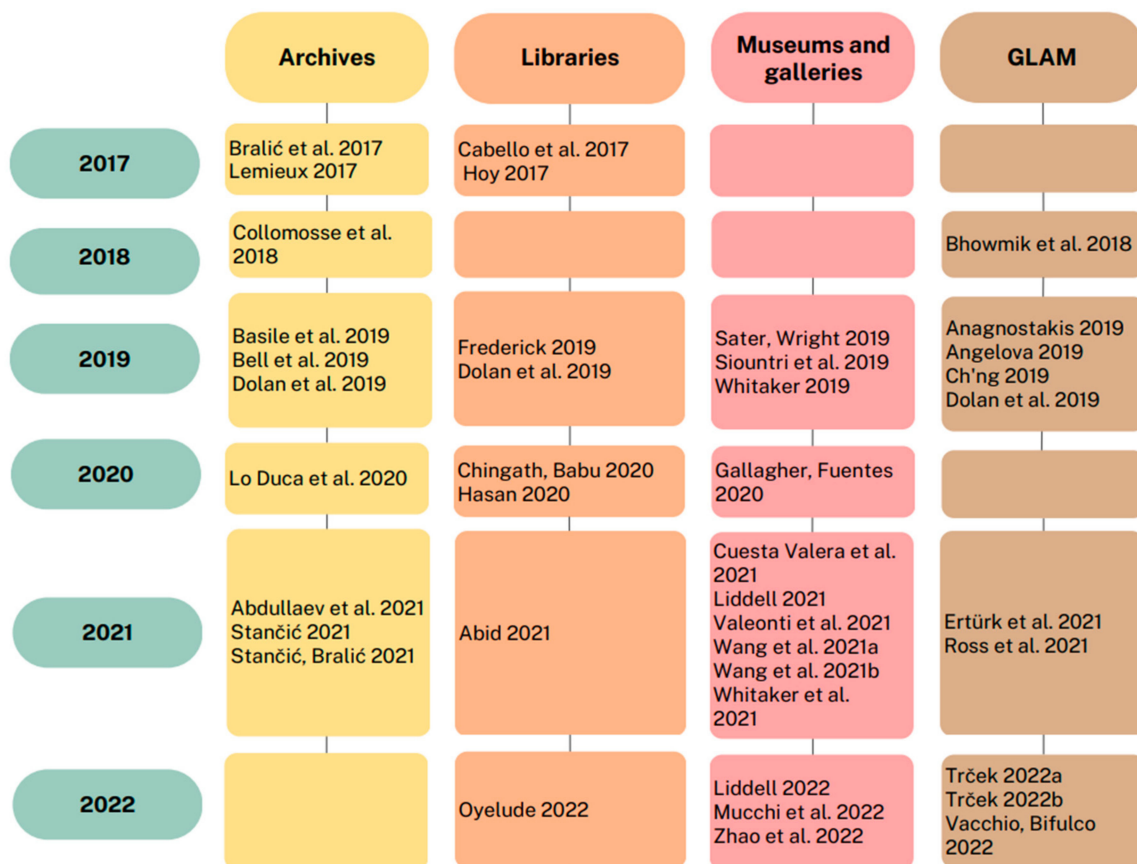 Archives
Libraries
Museums and
galleries
GLAM
2017
Bralić et al. 2017
Lemieux 2017
Cabello et al. 2017
Hoy 2017
2018
Collomosse et al.
2018
Bhowmik et al. 2018
2019
Basile et al. 2019
Bell et al. 2019
Dolan et al. 2019
Frederick 2019
Dolan et al. 2019
Sater, Wright 2019
Siountri et al. 2019
Whitaker 2019
Anagnostakis 2019
Angelova 2019
Ch'ng 2019
Dolan et al. 2019
2020
Lo Duca et al. 2020
Chingath, Babu 2020
Hasan 2020
Gallagher, Fuentes
2020
2021
Abdullaev et al. 2021
Stančić 2021
Stančić, Bralić 2021
Abid 2021
Cuesta Valera et al.
2021
Liddell 2021
Valeonti et al. 2021
Wang et al. 2021a
Wang et al. 2021b
Whitaker et al.
2021
Ertürk et al. 2021
Ross et al. 2021
2022
Oyelude 2022
Liddell 2022
Mucchi et al. 2022
Zhao et al. 2022
Trček 2022a
Trček 2022b
Vacchio, Bifulco
2022